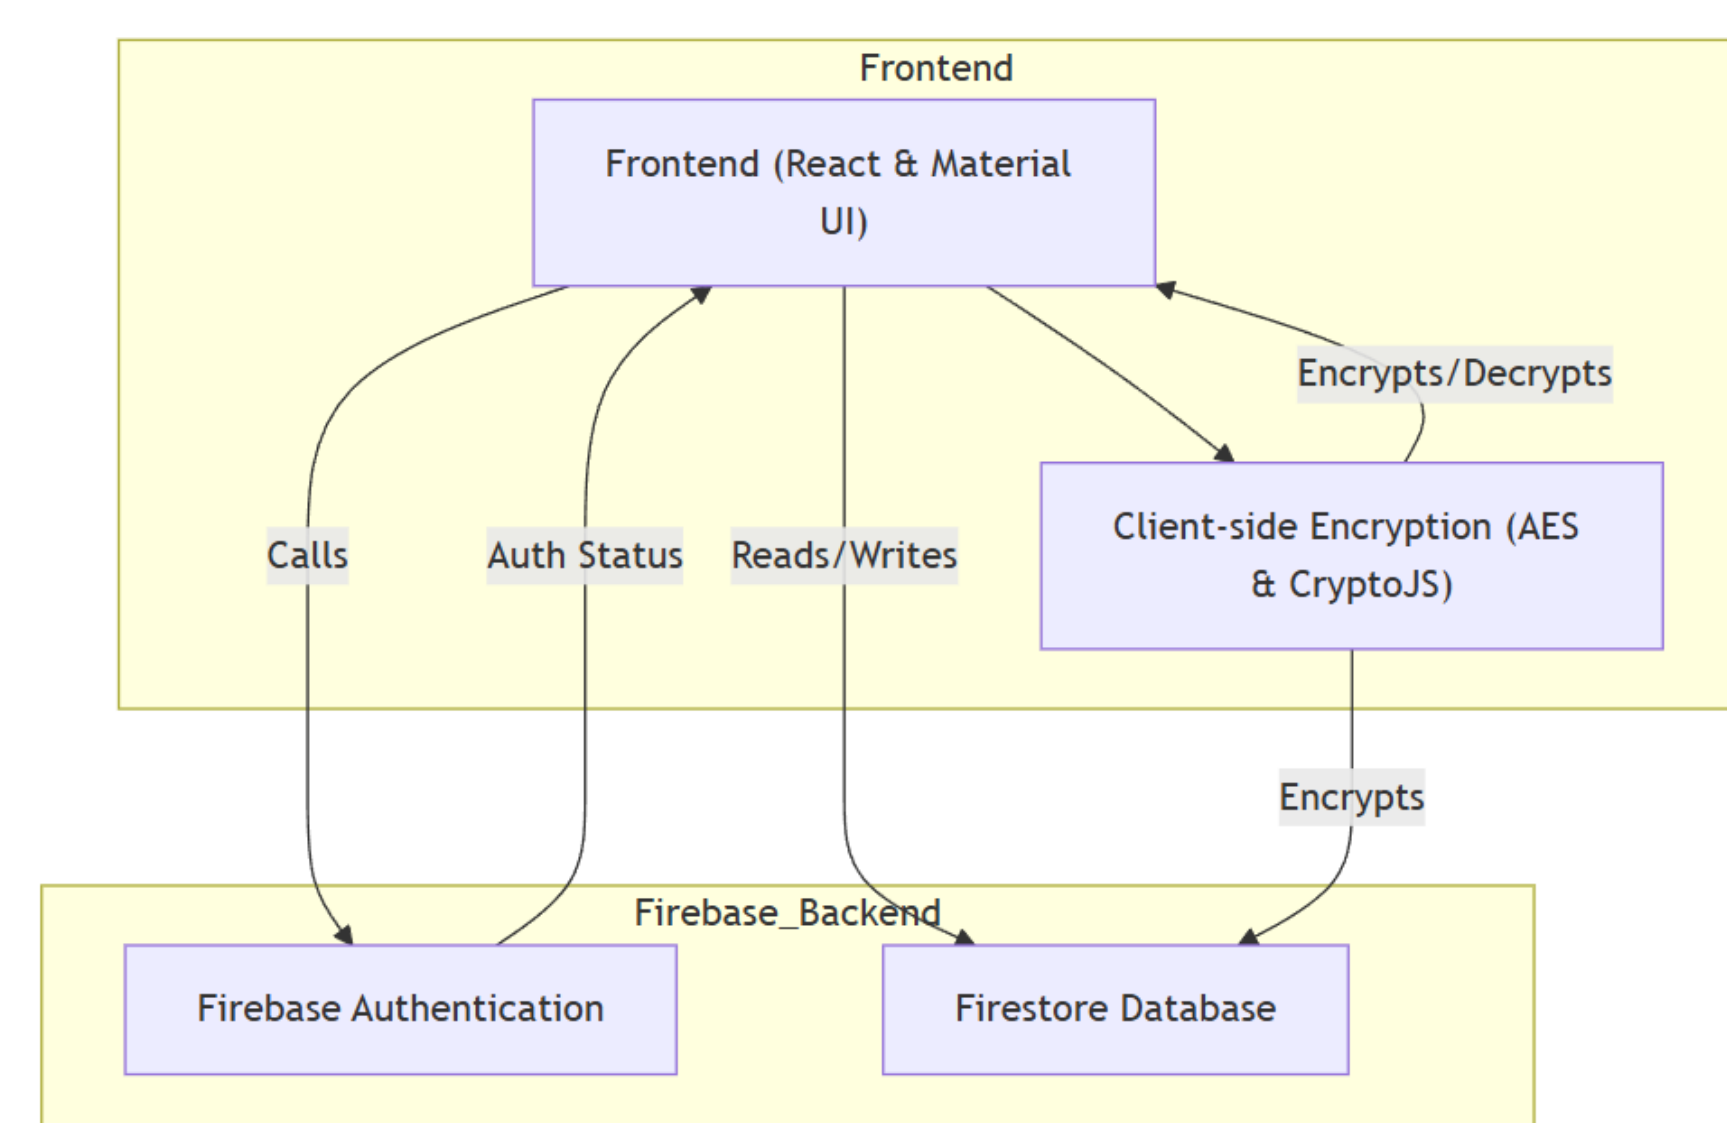 Frontend
Frontend (React & Material
UI)
Encrypts/Decrypts
Calls
Auth Status
Reads/Writes
Client-side Encryption (AES
& CryptoJS)
Encrypts
Firebase_Backend
Firebase Authentication
Firestore Database